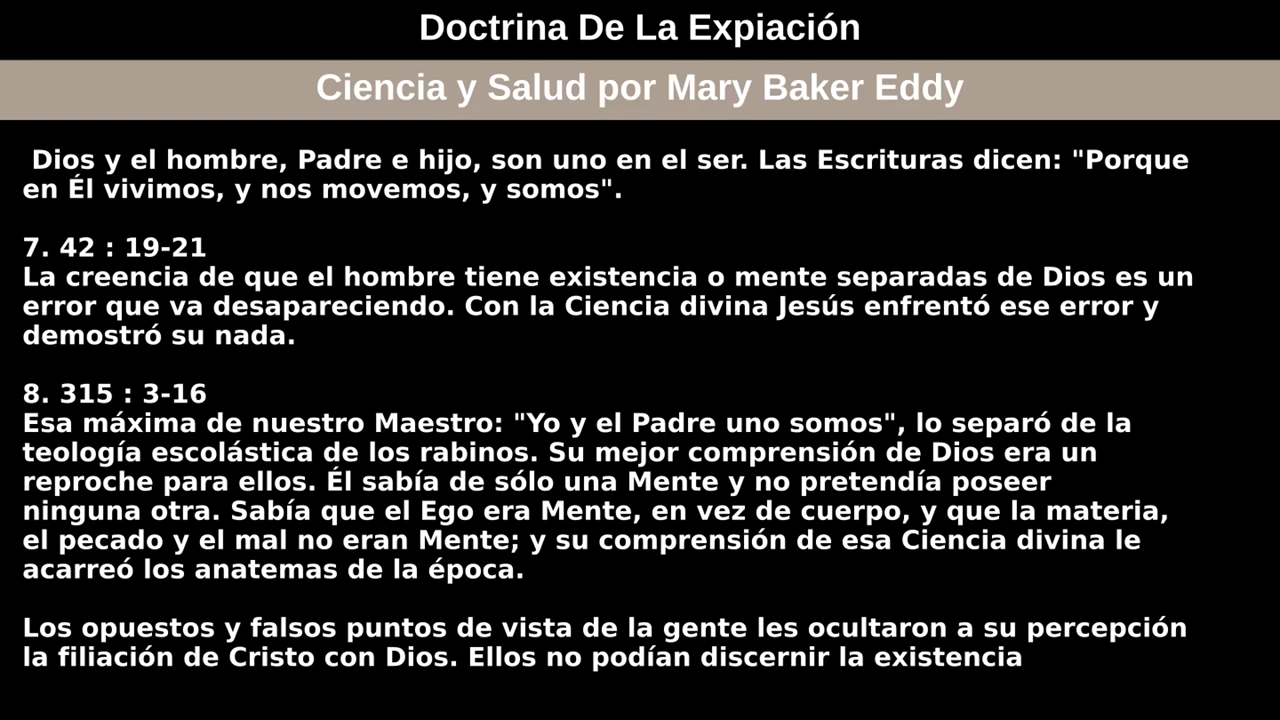 Doctrina De La Expiación
Ciencia y Salud por Mary Baker Eddy
Dios y el hombre, Padre e hijo, son uno en el ser. Las Escrituras dicen: "Porque
en Él vivimos, y nos movemos, y somos".
7. 42 : 19-21
La creencia de que el hombre tiene existencia o mente separadas de Dios es un
error que va desapareciendo. Con la Ciencia divina Jesús enfrentó ese error y
demostró su nada.
8. 315 : 3-16
Esa máxima de nuestro Maestro: "Yo y el Padre uno somos", lo separó de la
teología escolástica de los rabinos. Su mejor comprensión de Dios era un
reproche para ellos. Él sabía de sólo una Mente y no pretendía poseer
ninguna otra. Sabía que el Ego era Mente, en vez de cuerpo, y que la materia,
el pecado y el mal no eran Mente; y su comprensión de esa Ciencia divina le
acarreó los anatemas de la época.
Los opuestos y falsos puntos de vista de la gente les ocultaron a su percepción
la filiación de Cristo con Dios. Ellos no podían discernir la existencia